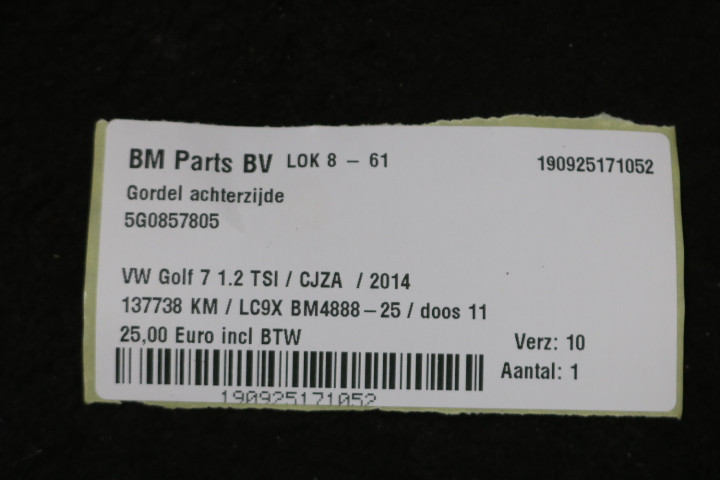 BM Parts BV LOK 8 - 61 190925171052
Gordel achterzijde
5G0857805
VW Golf 7 1.2 TSI / CJZA / 2014
137738 KM / LC9X BM4888-25 / doos 11
25,00 Euro incl BTW Verz: 10
Aantal: 1
190925171052